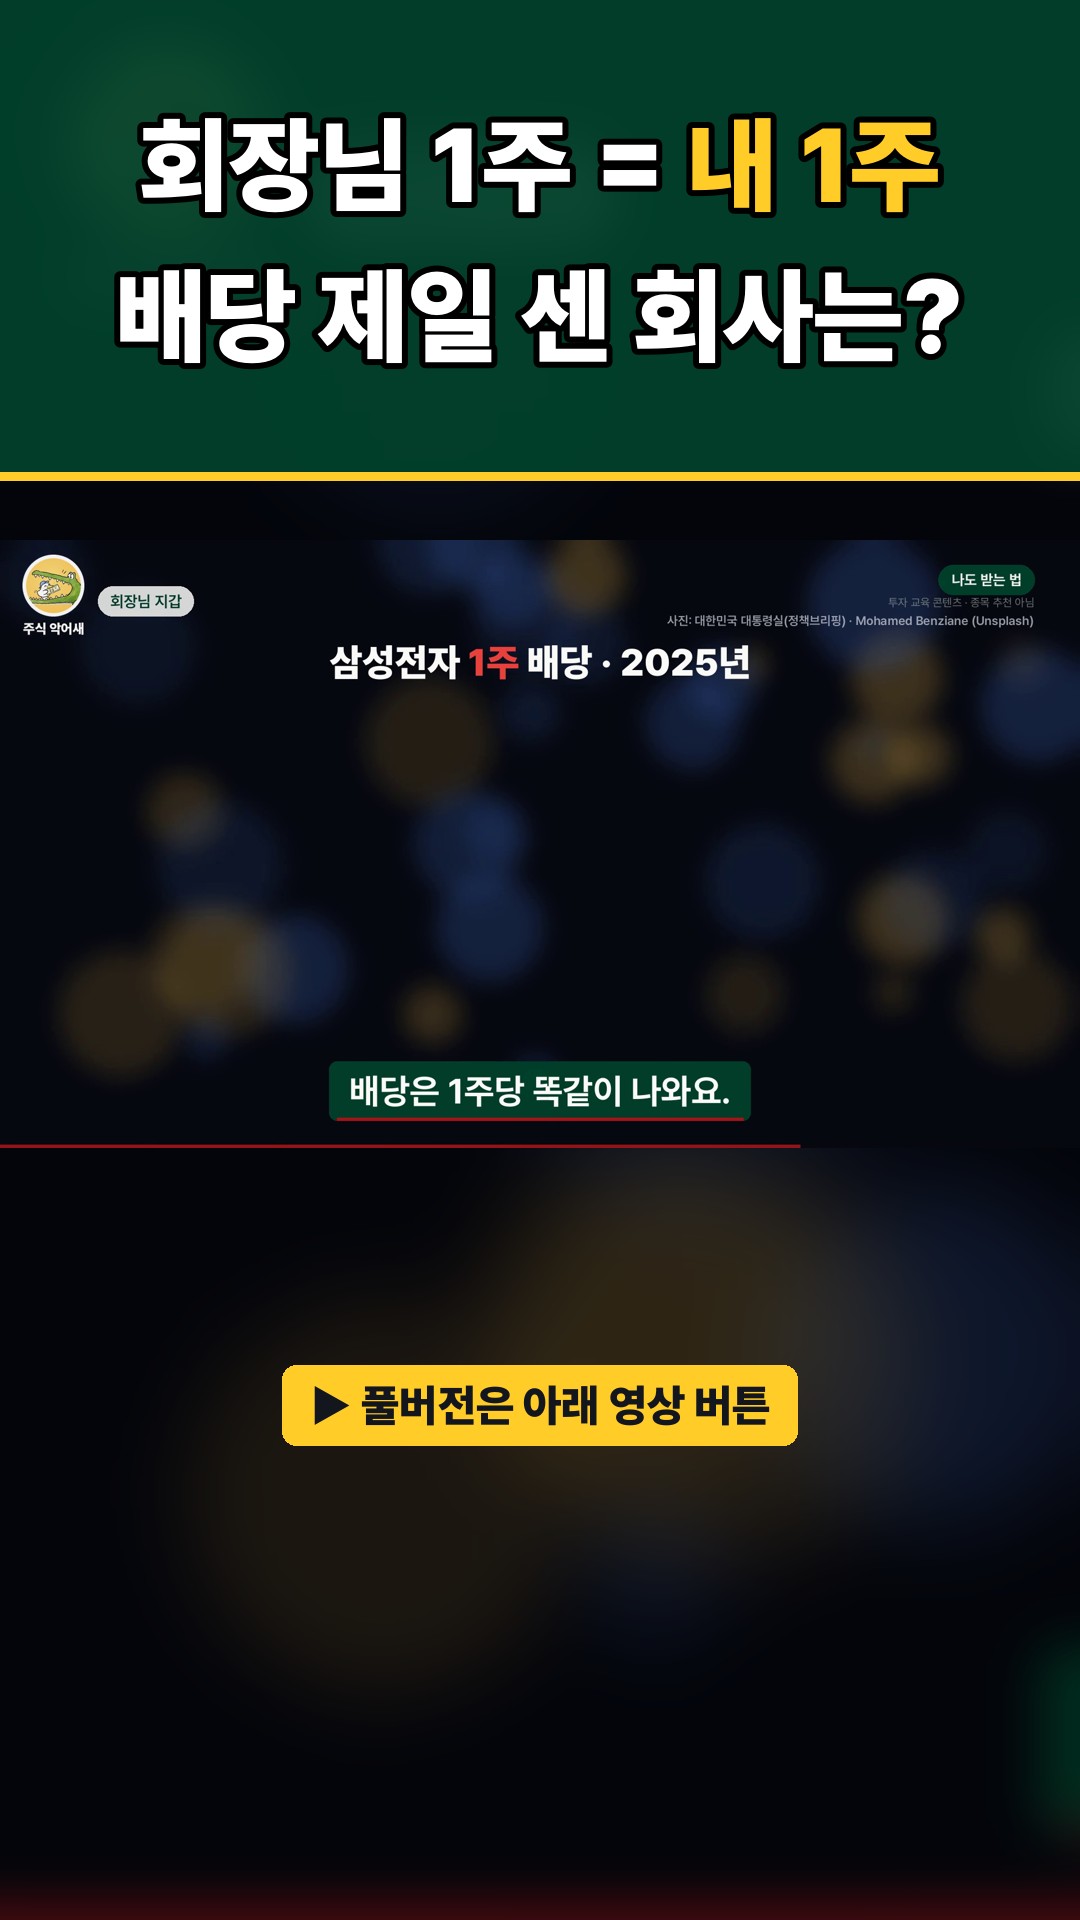 회장님 1주 = 내 1주
배당 제일 센 회사는?
주식 악어새
회장님 지갑
나도 받는 법
투자 교육 콘텐츠 · 종목 추천 아님
사진: 대한민국 대통령실(정책브리핑) · Mohamed Benziane (Unsplash)
삼성전자 1주 배당 · 2025년
배당은 1주당 똑같이 나와요.
▶ 풀버전은 아래 영상 버튼